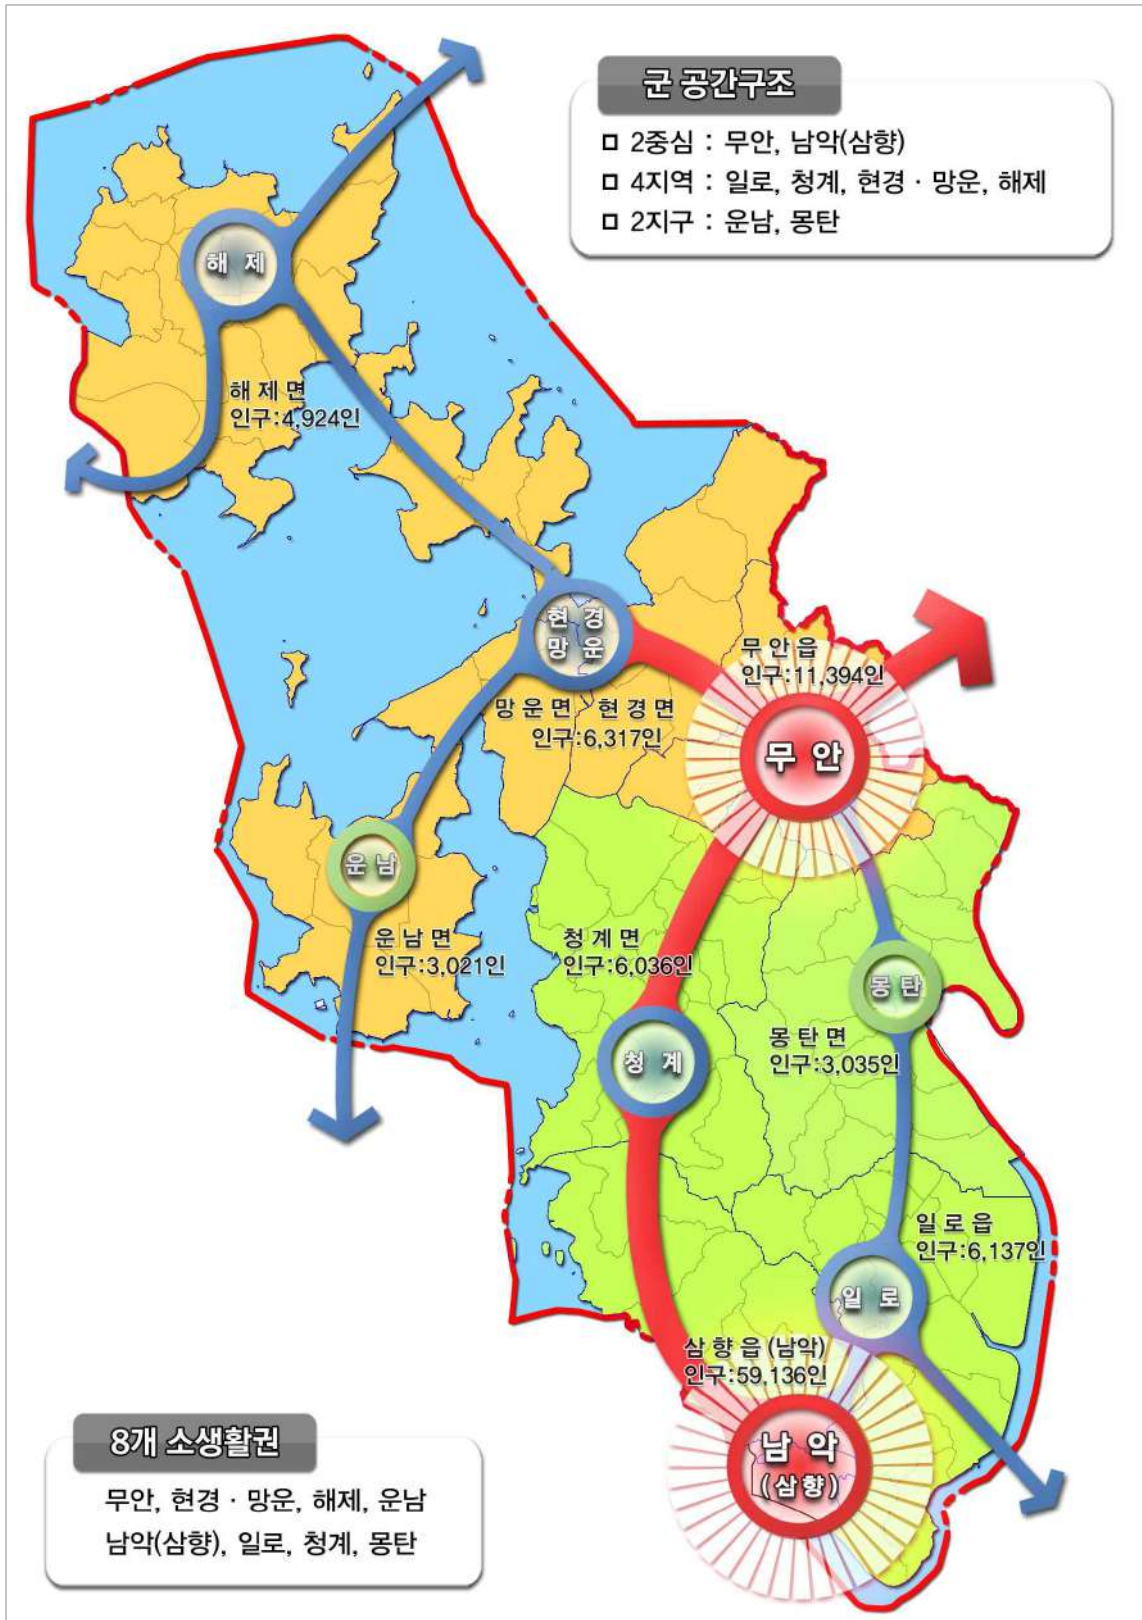 군 공간구조
□ 2중심 : 무안, 남악(삼향)
□ 4지역 : 일로, 청계, 현경 · 망운, 해제
□ 2지구 : 운남, 몽탄
해 제
해 제 면
인구:4,924인
현 경
망 운
무 안 읍
인구:11,394인
망 운 면 현 경 면
인구:6,317인
무 안
운 남
운 남 면
인구:3,021인
청 계 면
인구:6,036인
몽 탄
몽 탄 면
인구:3,035인
청 계
일 로 읍
인구:6,137인
일 로
삼 향 읍 (남악)
인구:59,136인
남 악
(삼향)
8개 소생활권
무안, 현경 · 망운, 해제, 운남
남악(삼향), 일로, 청계, 몽탄